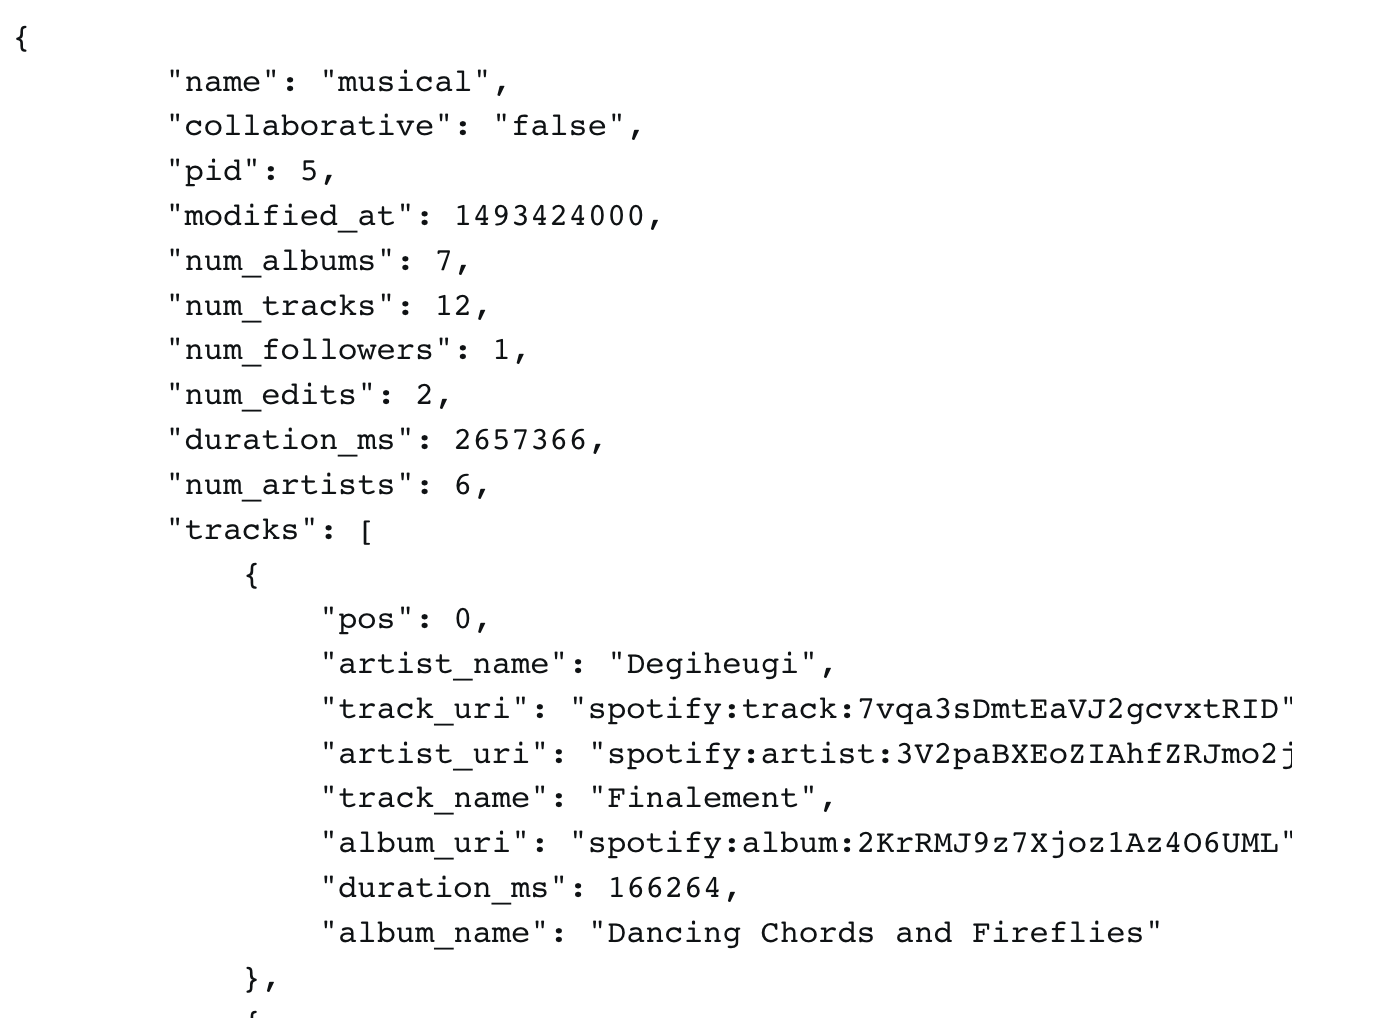 {
"name": "musical",
"collaborative": "false",
"pid": 5,
"modified_at": 1493424000,
"num_albums": 7,
"num_tracks": 12,
"num_followers": 1,
"num_edits": 2,
"duration_ms": 2657366,
"num_artists": 6,
"tracks": [
{
"pos": 0,
"artist_name": "Degiheugi",
"track_uri": "spotify:track:7vqa3sDmtEaVJ2gcvxtRID"
"artist_uri": "spotify:artist:3V2paBXEoZIAhfZRJmo2j
"track_name": "Finalement",
"album_uri": "spotify:album:2KrRMJ9z7Xjoz1Az4O6UML"
"duration_ms": 166264,
"album_name": "Dancing Chords and Fireflies"
},
{